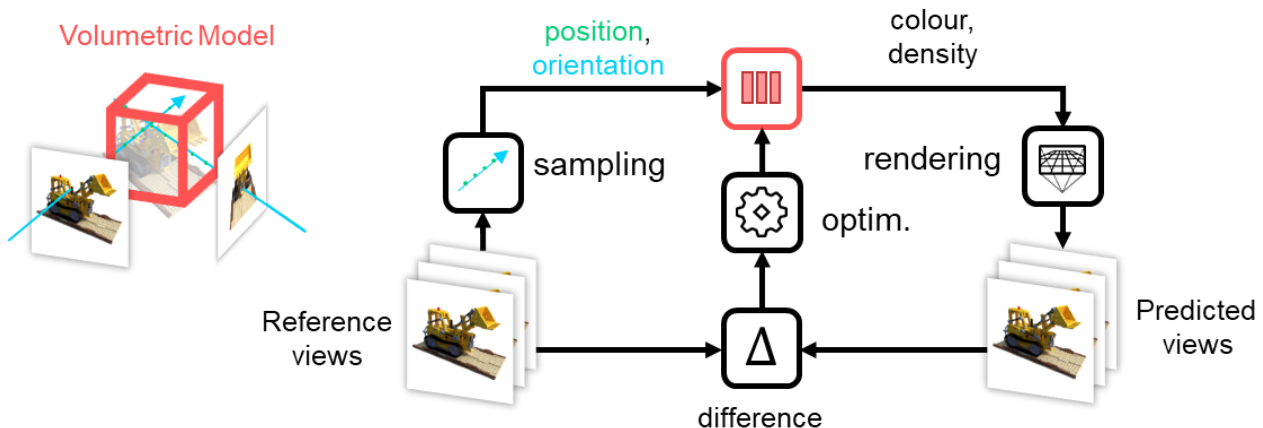 Volumetric Model
position,
orientation
colour,
density
sampling
rendering
optim.
Reference
views
Δ
Predicted
views
difference